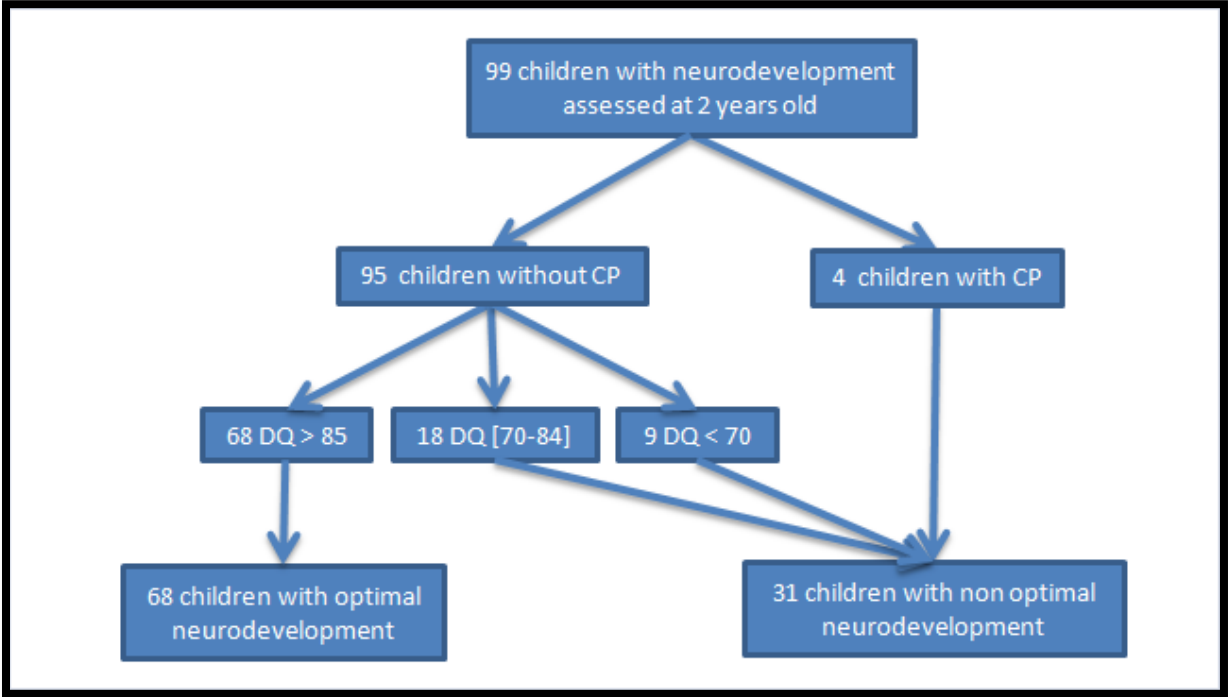 99 children with neurodevelopment
assessed at 2 years old
95  children without CP
4  children with CP
68 DQ > 85
18 DQ [70-84]
9 DQ < 70
68 children with optimal
neurodevelopment
31 children with non optimal
neurodevelopment